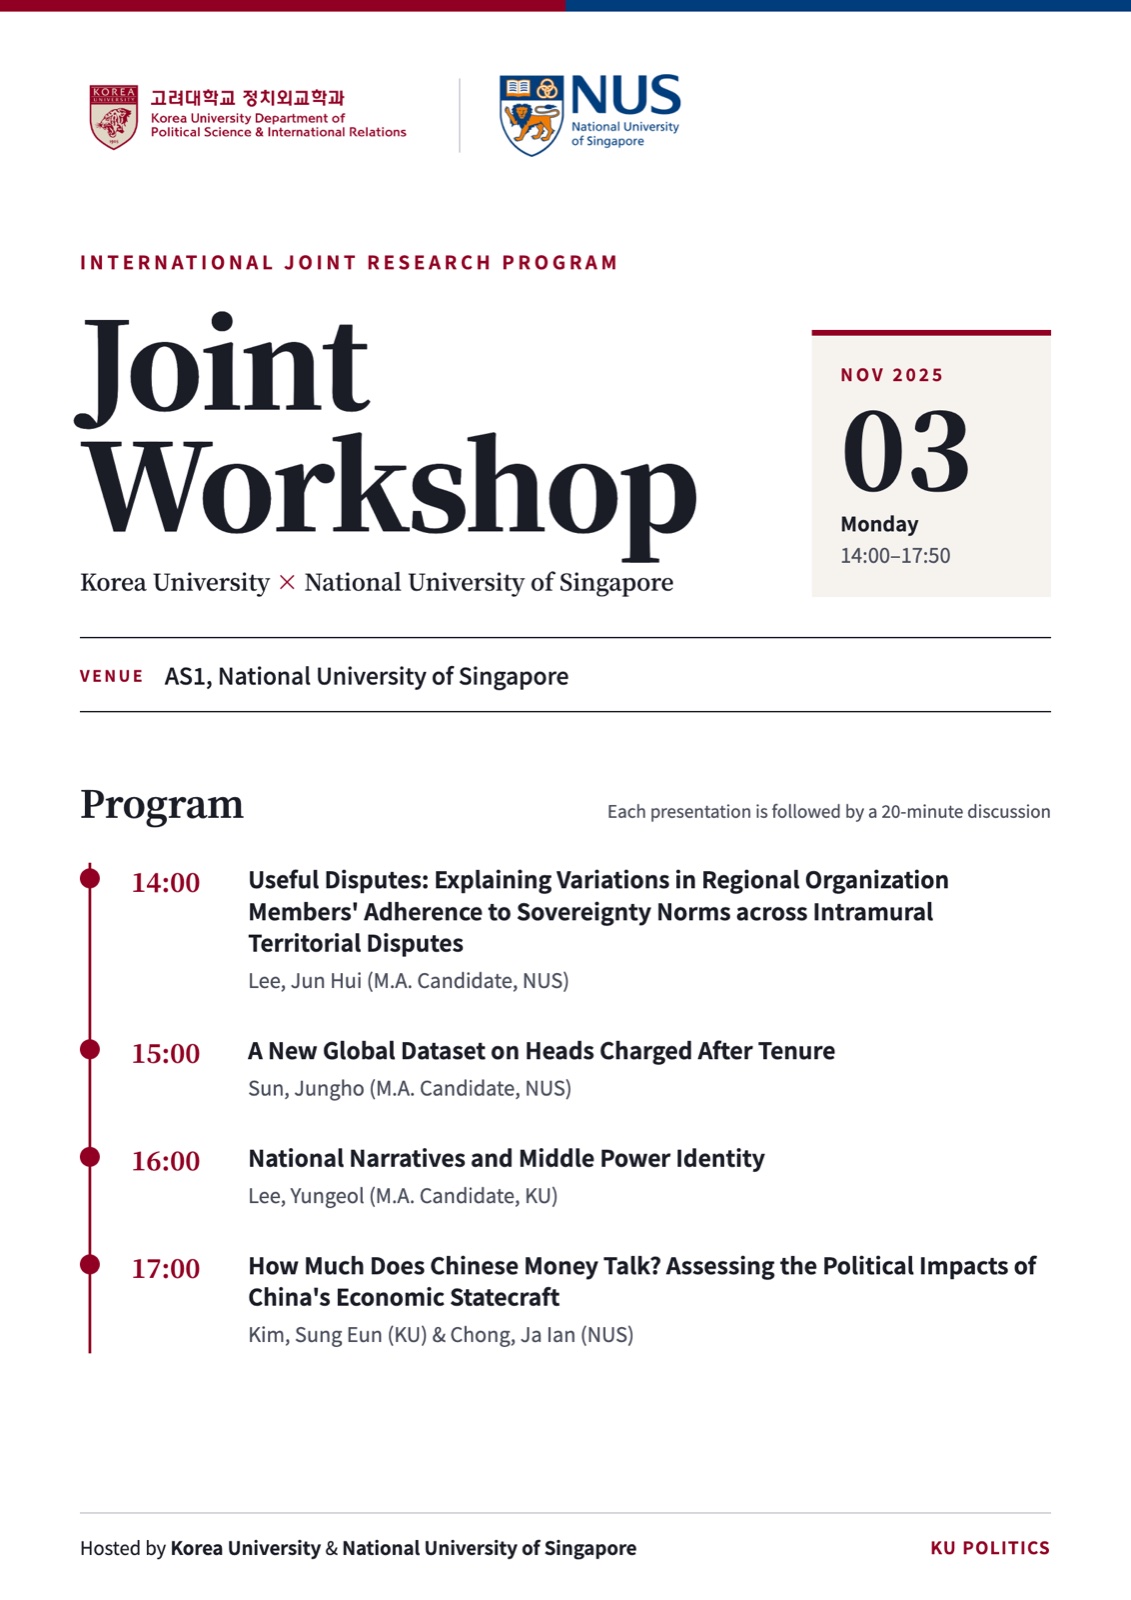 KOREA
UNIVERSITY
1905
고려대학교 정치외교학과
Korea University Department of
Political Science & International Relations
NUS
National University
of Singapore
INTERNATIONAL JOINT RESEARCH PROGRAM
Joint
Workshop
Korea University × National University of Singapore
NOV 2025
03
Monday
14:00–17:50
VENUE AS1, National University of Singapore
Program
Each presentation is followed by a 20-minute discussion
14:00 Useful Disputes: Explaining Variations in Regional Organization
Members' Adherence to Sovereignty Norms across Intramural
Territorial Disputes
Lee, Jun Hui (M.A. Candidate, NUS)
15:00 A New Global Dataset on Heads Charged After Tenure
Sun, Jungho (M.A. Candidate, NUS)
16:00 National Narratives and Middle Power Identity
Lee, Yungeol (M.A. Candidate, KU)
17:00 How Much Does Chinese Money Talk? Assessing the Political Impacts of
China's Economic Statecraft
Kim, Sung Eun (KU) & Chong, Ja Ian (NUS)
Hosted by Korea University & National University of Singapore
KU POLITICS